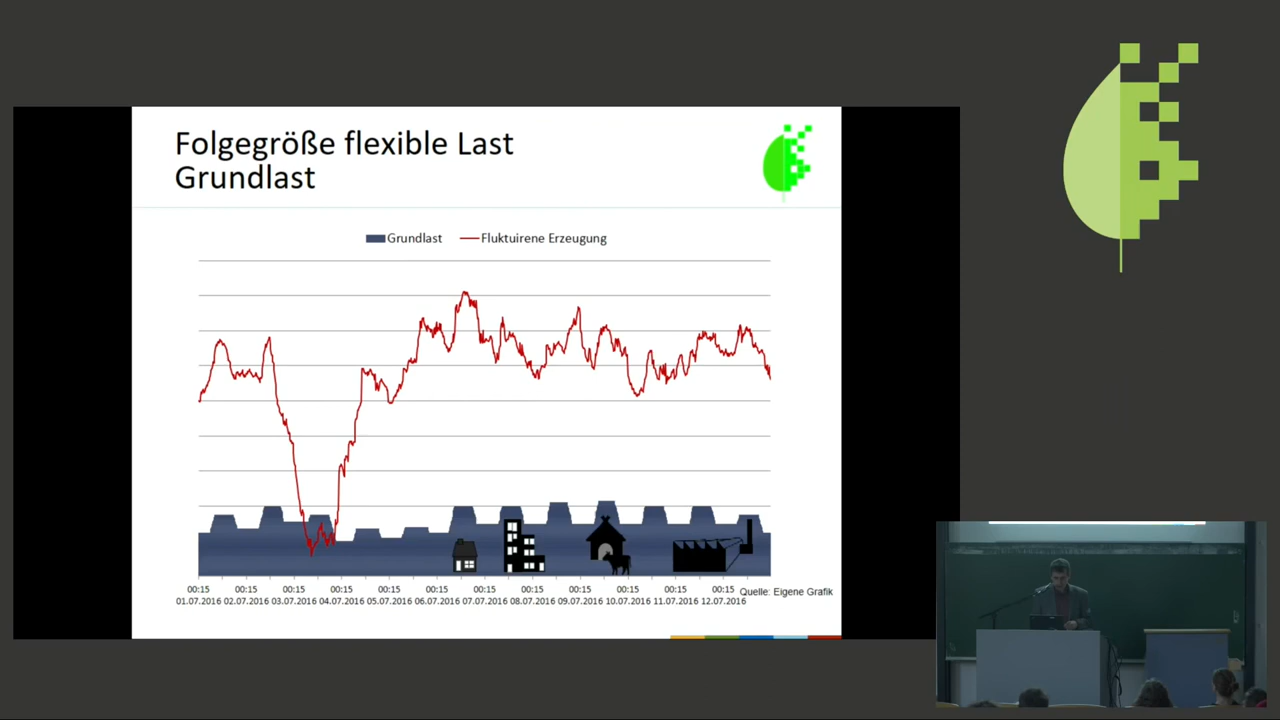 Folgegröße flexible Last
Grundlast
Grundlast Fluktuirene Erzeugung
00:15 00:15 00:15 00:15 00:15 00:15 00:15 00:15 00:15 00:15 00:15 00:15
01.07.2016 02.07.2016 03.07.2016 04.07.2016 05.07.2016 06.07.2016 07.07.2016 08.07.2016 09.07.2016 10.07.2016 11.07.2016 12.07.2016
Quelle: Eigene Grafik